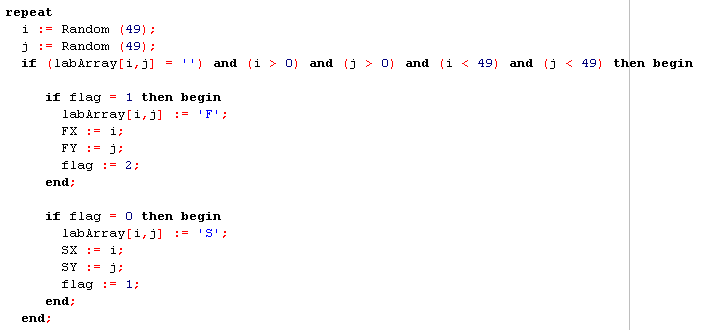 repeat
  i := Random (49);
  j := Random (49);
  if (labArray[i,j] = '') and (i > 0) and (j > 0) and (i < 49) and (j < 49) then begin
     if flag = 1 then begin
       labArray[i,j] := 'F';
       FX := i;
       FY := j;
       flag := 2;
     end;
     if flag = 0 then begin
       labArray[i,j] := 'S';
       SX := i;
       SY := j;
       flag := 1;
     end;
  end;